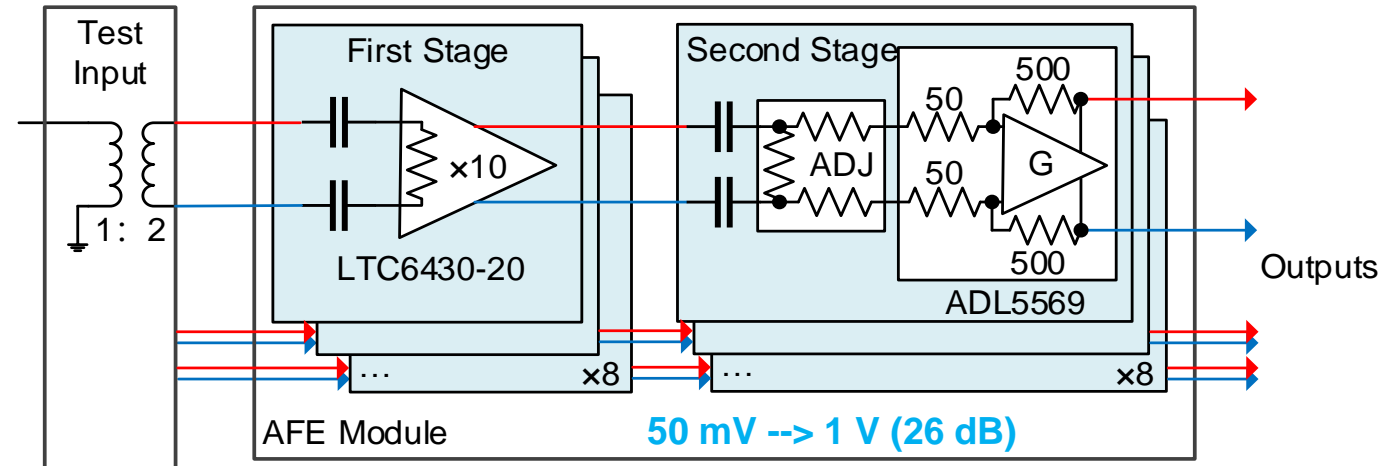 Test
Input
1: 2
First Stage
×10
LTC6430-20
Second Stage
ADJ
50
50
500
G
500
ADL5569
Outputs
...
×8
...
×8
AFE Module
50 mV --> 1 V (26 dB)